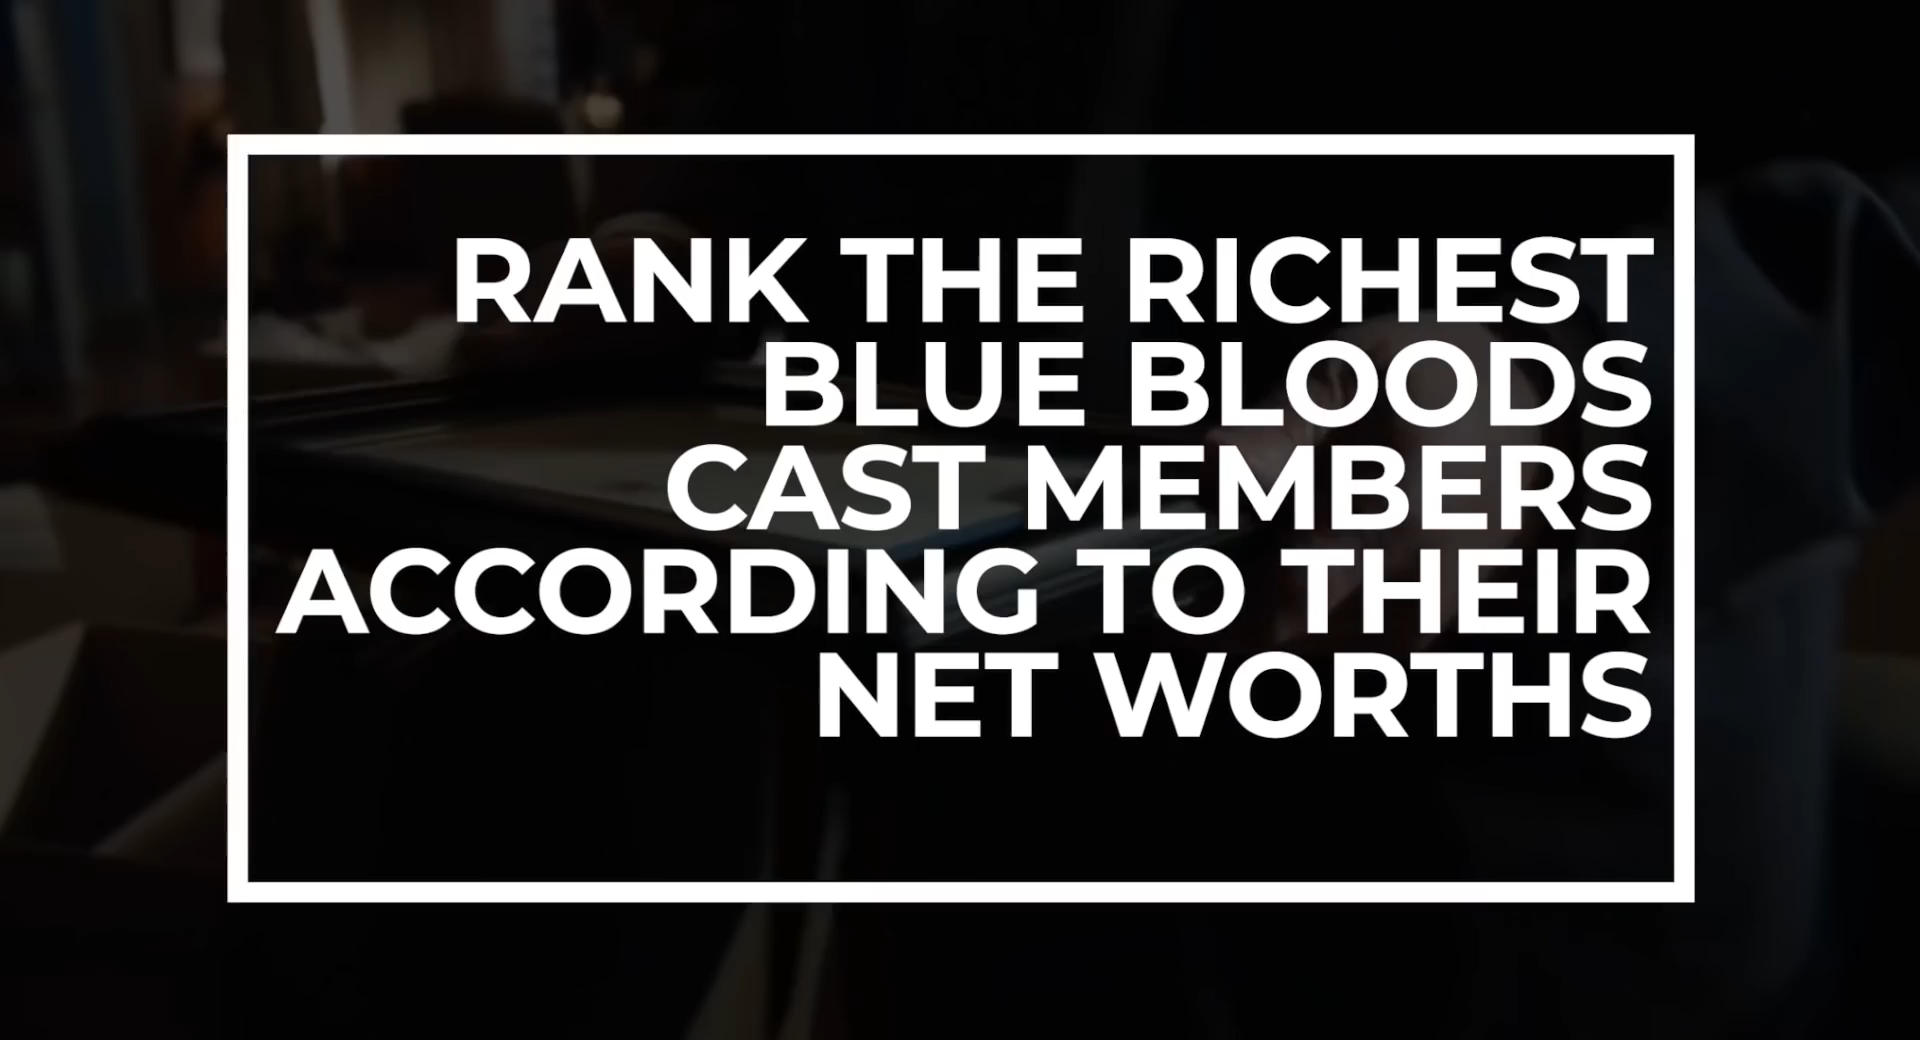 RANK THE RICHEST
BLUE BLOODS
CAST MEMBERS
ACCORDING TO THEIR
NET WORTHS